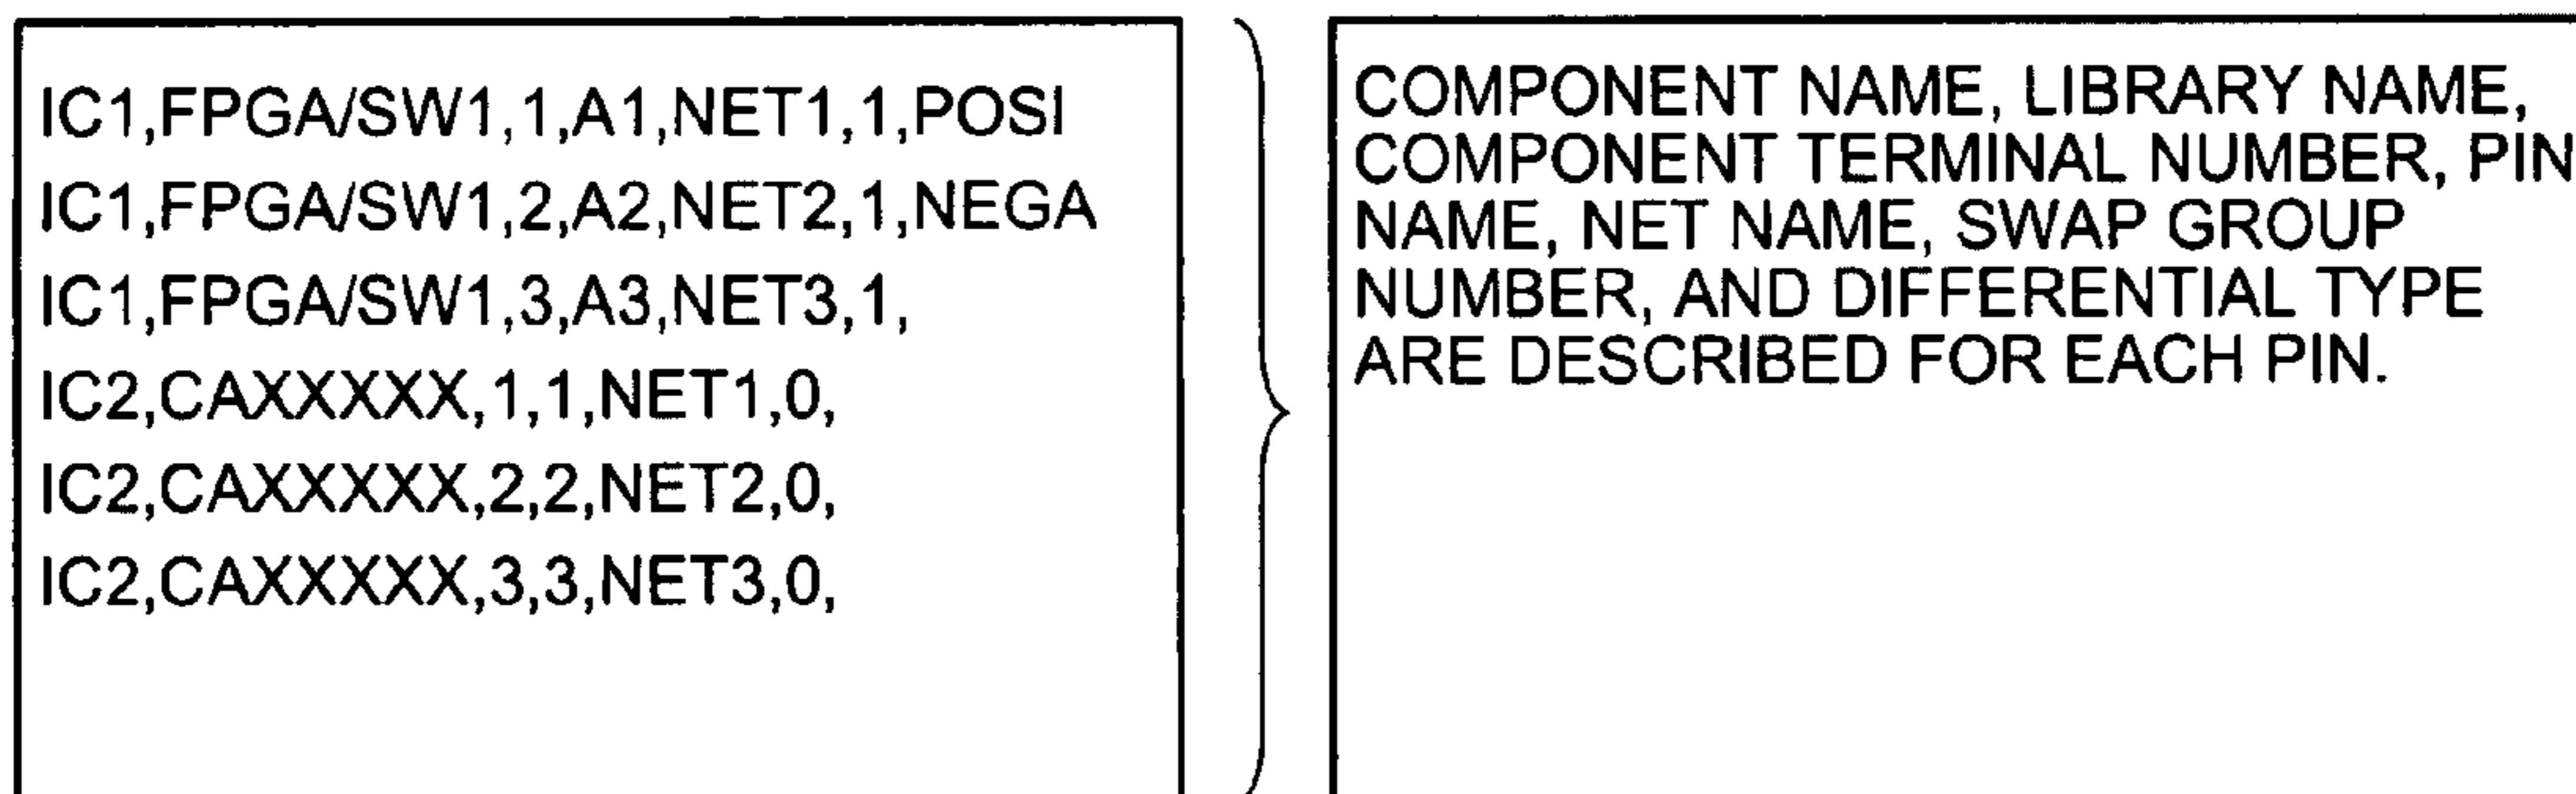 IC1,FPGA/SW1,1,A1,NET1,1,POSI
IC1,FPGA/SW1,2,A2,NET2,1,NEGA
IC1,FPGA/SW1,3,A3,NET3,1,
IC2,CAXXXXX,1,1,NET1,0,
IC2,CAXXXXX,2,2,NET2,0,
IC2,CAXXXXX,3,3,NET3,0,
COMPONENT NAME, LIBRARY NAME,
COMPONENT TERMINAL NUMBER, PIN
NAME, NET NAME, SWAP GROUP
NUMBER, AND DIFFERENTIAL TYPE
ARE DESCRIBED FOR EACH PIN.